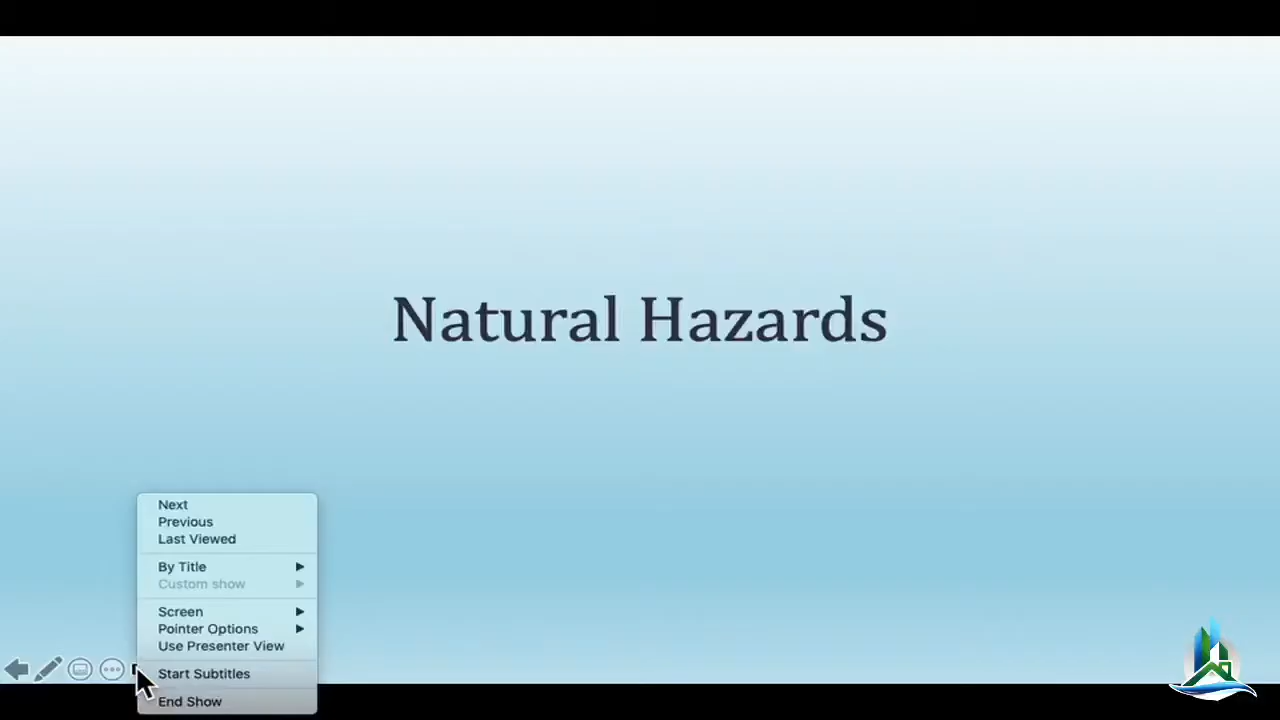 Natural Hazards
Next
Previous
Last Viewed
By Title
Custom show
Screen
Pointer Options
Use Presenter View
Start Subtitles
End Show